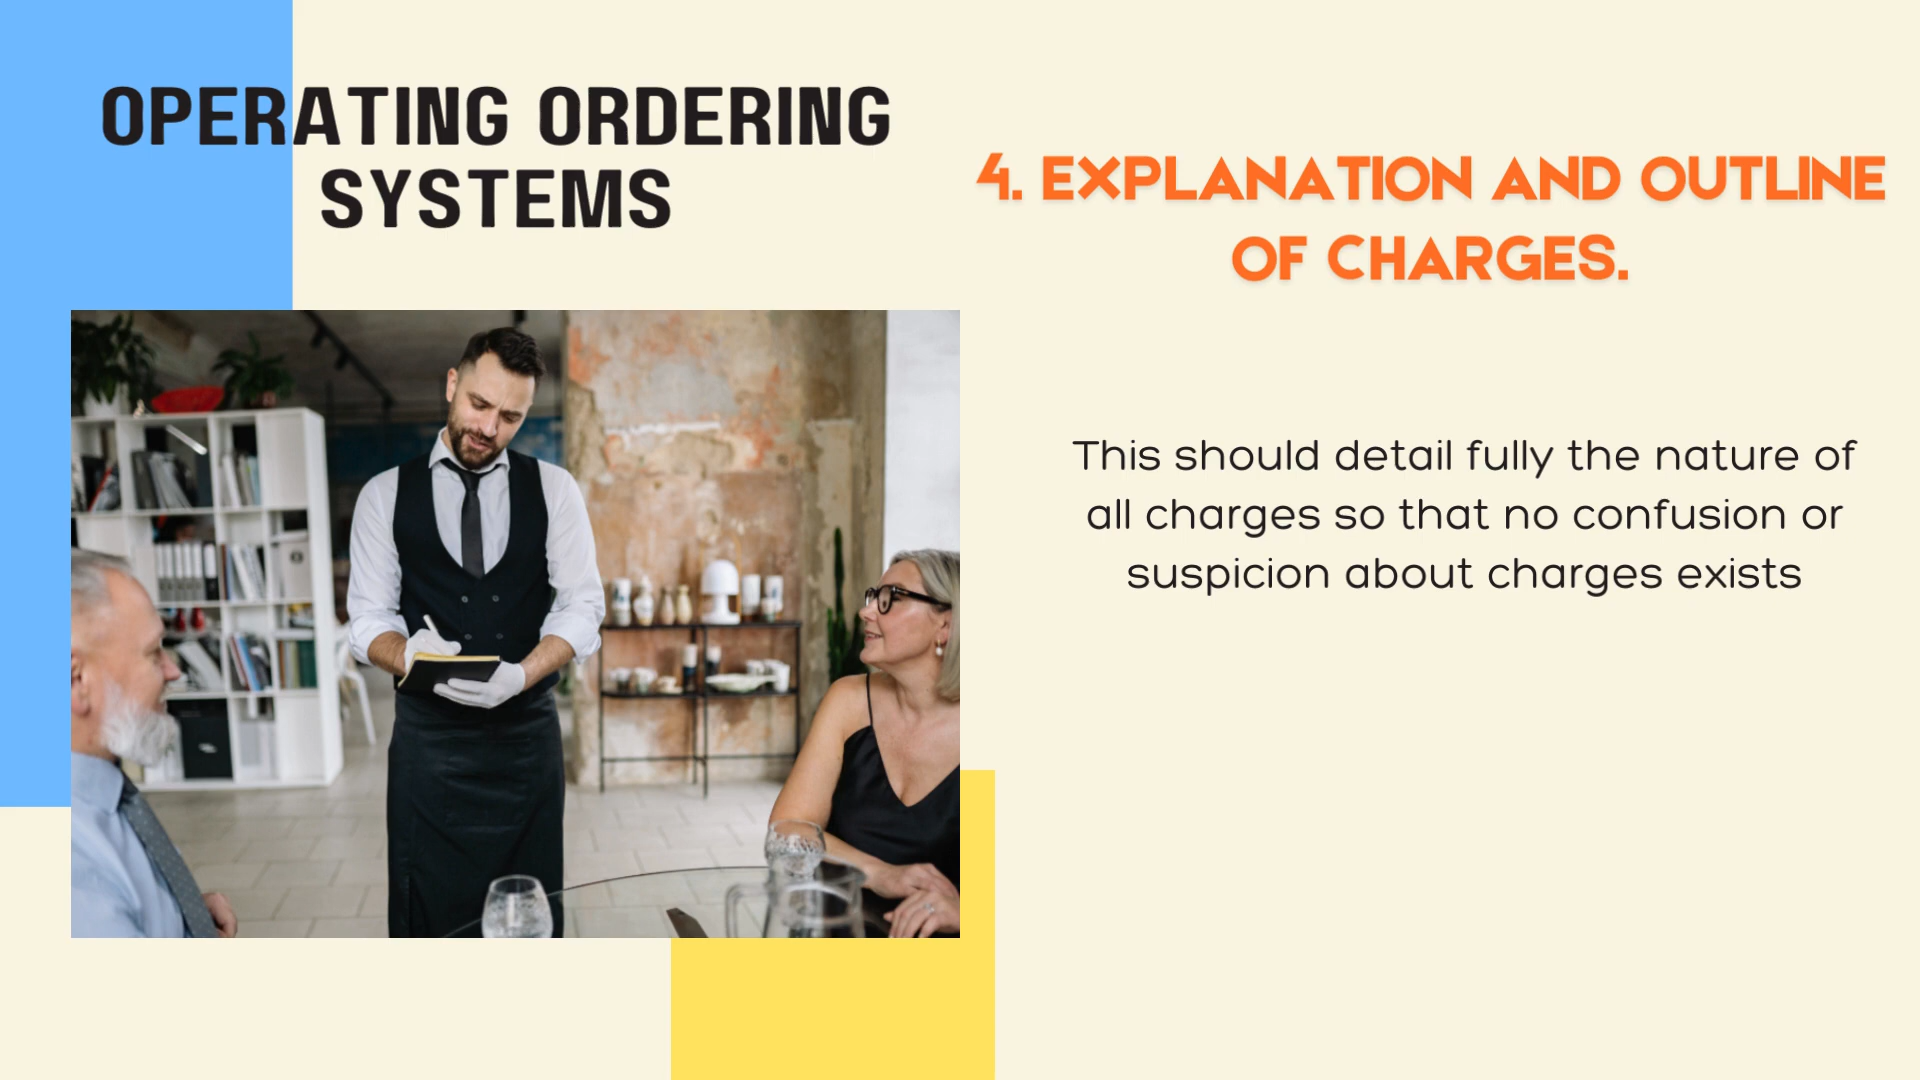 OPERATING ORDERING
SYSTEMS
4. EXPLANATION AND OUTLINE
OF CHARGES.
This should detail fully the nature of
all charges so that no confusion or
suspicion about charges exists